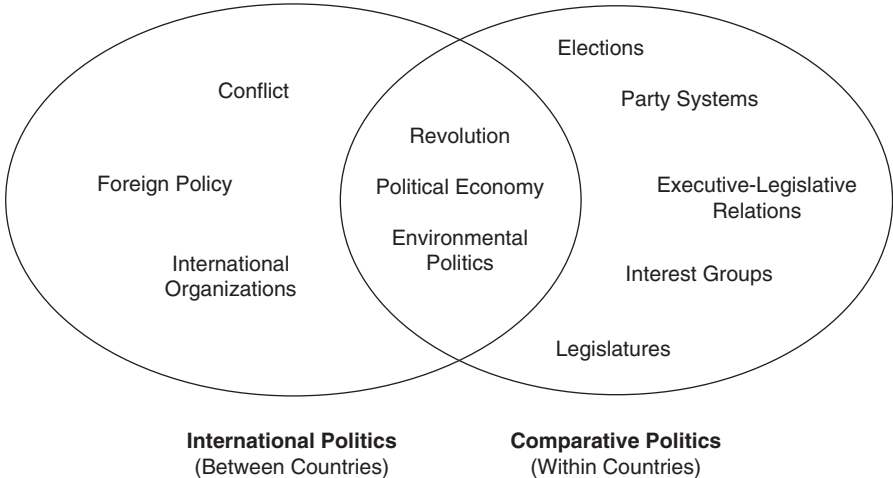 Conflict
Foreign Policy
International
Organizations
Revolution
Political Economy
Environmental
Politics
Elections
Party Systems
Executive-Legislative
Relations
Interest Groups
Legislatures
International Politics
(Between Countries)
Comparative Politics
(Within Countries)